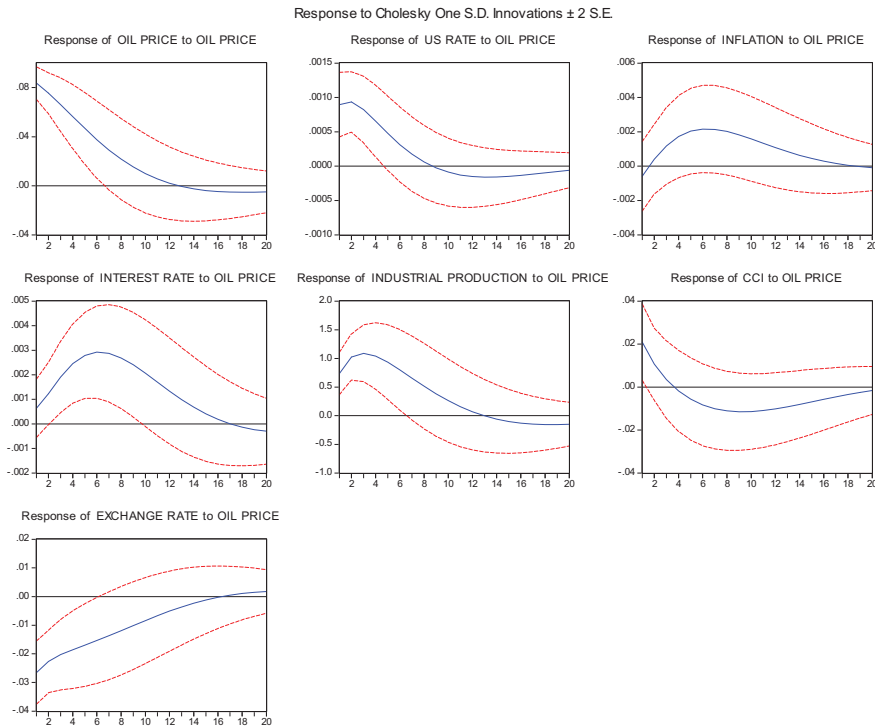 Response to Cholesky One S.D. Innovations ± 2 S.E.
Response of OIL PRICE to OIL PRICE
.08
.04
.00
-.04
2 4 6 8 10 12 14 16 18 20
Response of US RATE to OIL PRICE
.0015
.0010
.0005
.0000
-.0005
-.0010
2 4 6 8 10 12 14 16 18 20
Response of INFLATION to OIL PRICE
.006
.004
.002
.000
-.002
-.004
2 4 6 8 10 12 14 16 18 20
Response of INTEREST RATE to OIL PRICE
.005
.004
.003
.002
.001
.000
-.001
-.002
2 4 6 8 10 12 14 16 18 20
Response of INDUSTRIAL PRODUCTION to OIL PRICE
2.0
1.5
1.0
0.5
0.0
-0.5
-1.0
2 4 6 8 10 12 14 16 18 20
Response of CCI to OIL PRICE
.04
.02
.00
-.02
-.04
2 4 6 8 10 12 14 16 18 20
Response of EXCHANGE RATE to OIL PRICE
.02
.01
.00
-.01
-.02
-.03
-.04
2 4 6 8 10 12 14 16 18 20